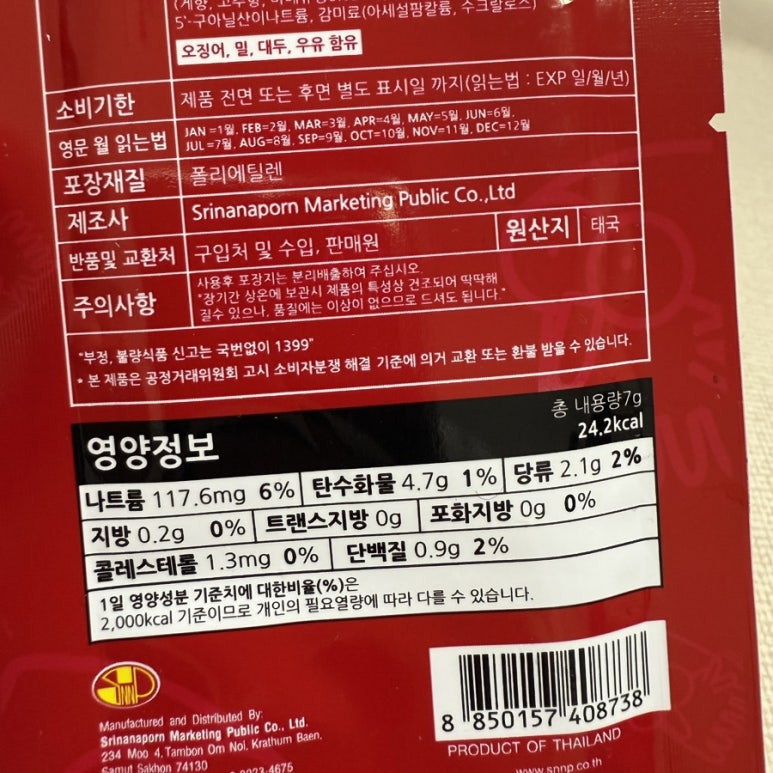 5'-구아닐산이나트륨, 감미료(아세설팜칼륨, 수크랄로스)
오징어, 밀, 대두, 우유 함유
소비기한 제품 전면 또는 후면 별도 표시일 까지(읽는법 : EXP 일/월/년)
영문 월 읽는법 JAN =1월, FEB=2월, MAR=3월, APR=4월, MAY=5월, JUN=6월,
JUL =7월, AUG=8월, SEP=9월, OCT=10월, NOV=11월, DEC=12월
포장재질 폴리에틸렌
제조사 Srinanaporn Marketing Public Co.,Ltd
반품및 교환처 구입처 및 수입, 판매원 원산지 태국
주의사항 사용후 포장지는 분리배출하여 주십시오.
"장기간 상온에 보관시 제품의 특성상 건조되어 딱딱해
질수 있으나, 품질에는 이상이 없으므로 드셔도 됩니다."
"부정, 불량식품 신고는 국번없이 1399"
* 본 제품은 공정거래위원회 고시 소비자분쟁 해결 기준에 의거 교환 또는 환불 받을 수 있습니다.
영양정보 총 내용량7g
24.2kcal
나트륨 117.6mg 6% 탄수화물 4.7g 1% 당류 2.1g 2%
지방 0.2g 0% 트랜스지방 0g 포화지방 0g 0%
콜레스테롤 1.3mg 0% 단백질 0.9g 2%
1일 영양성분 기준치에 대한비율(%)은
2,000kcal 기준이므로 개인의 필요열량에 따라 다를 수 있습니다.
SNNP
Manufactured and Distributed By:
Srinanaporn Marketing Public Co., Ltd.
234 Moo 4, Tambon Om Noi, Krathum Baen,
Samut Sakhon 74130
8 850157 408738
PRODUCT OF THAILAND
www.snnp.co.th